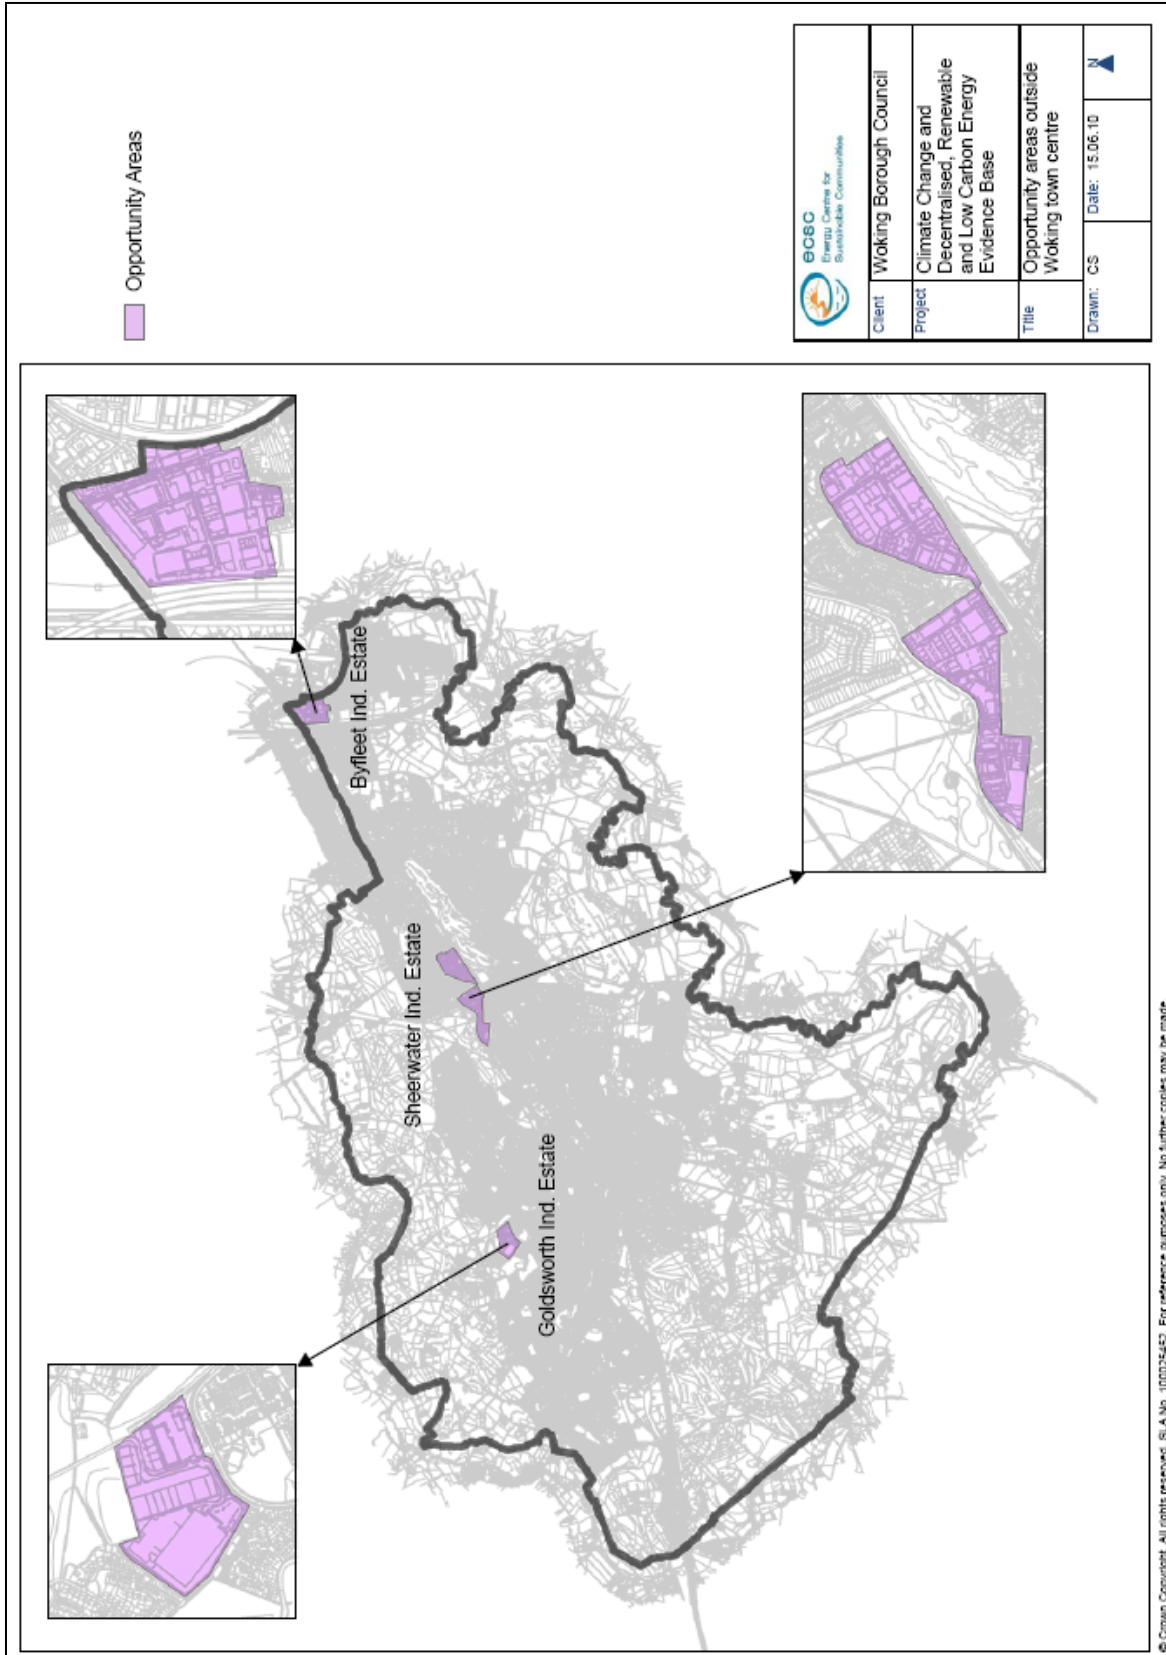 Opportunity Areas
Byfleet Ind. Estate
Sheerwater Ind. Estate
Goldsworth Ind. Estate
ecsc
Energy Centre for
Sustainable Communities
Client Woking Borough Council
Project Climate Change and
Decentralised, Renewable
and Low Carbon Energy
Evidence Base
Title Opportunity areas outside
Woking town centre
Drawn: CS Date: 15.06.10 N
© Crown Copyright. All rights reserved. SLA No. 100025452. For reference purposes only. No further copies may be made